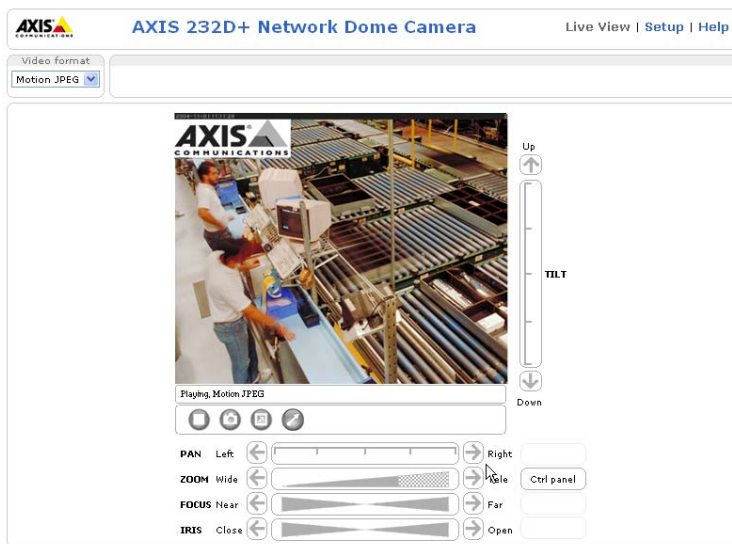 AXIS
COMMUNICATIONS
AXIS 232D+ Network Dome Camera
Live View | Setup | Help
Video format
Motion JPEG
AXIS
COMMUNICATIONS
Up
TILT
Down
Playing, Motion JPEG
PAN Left Right
ZOOM Wide Ctrl panel
FOCUS Near Far
IRIS Close Open